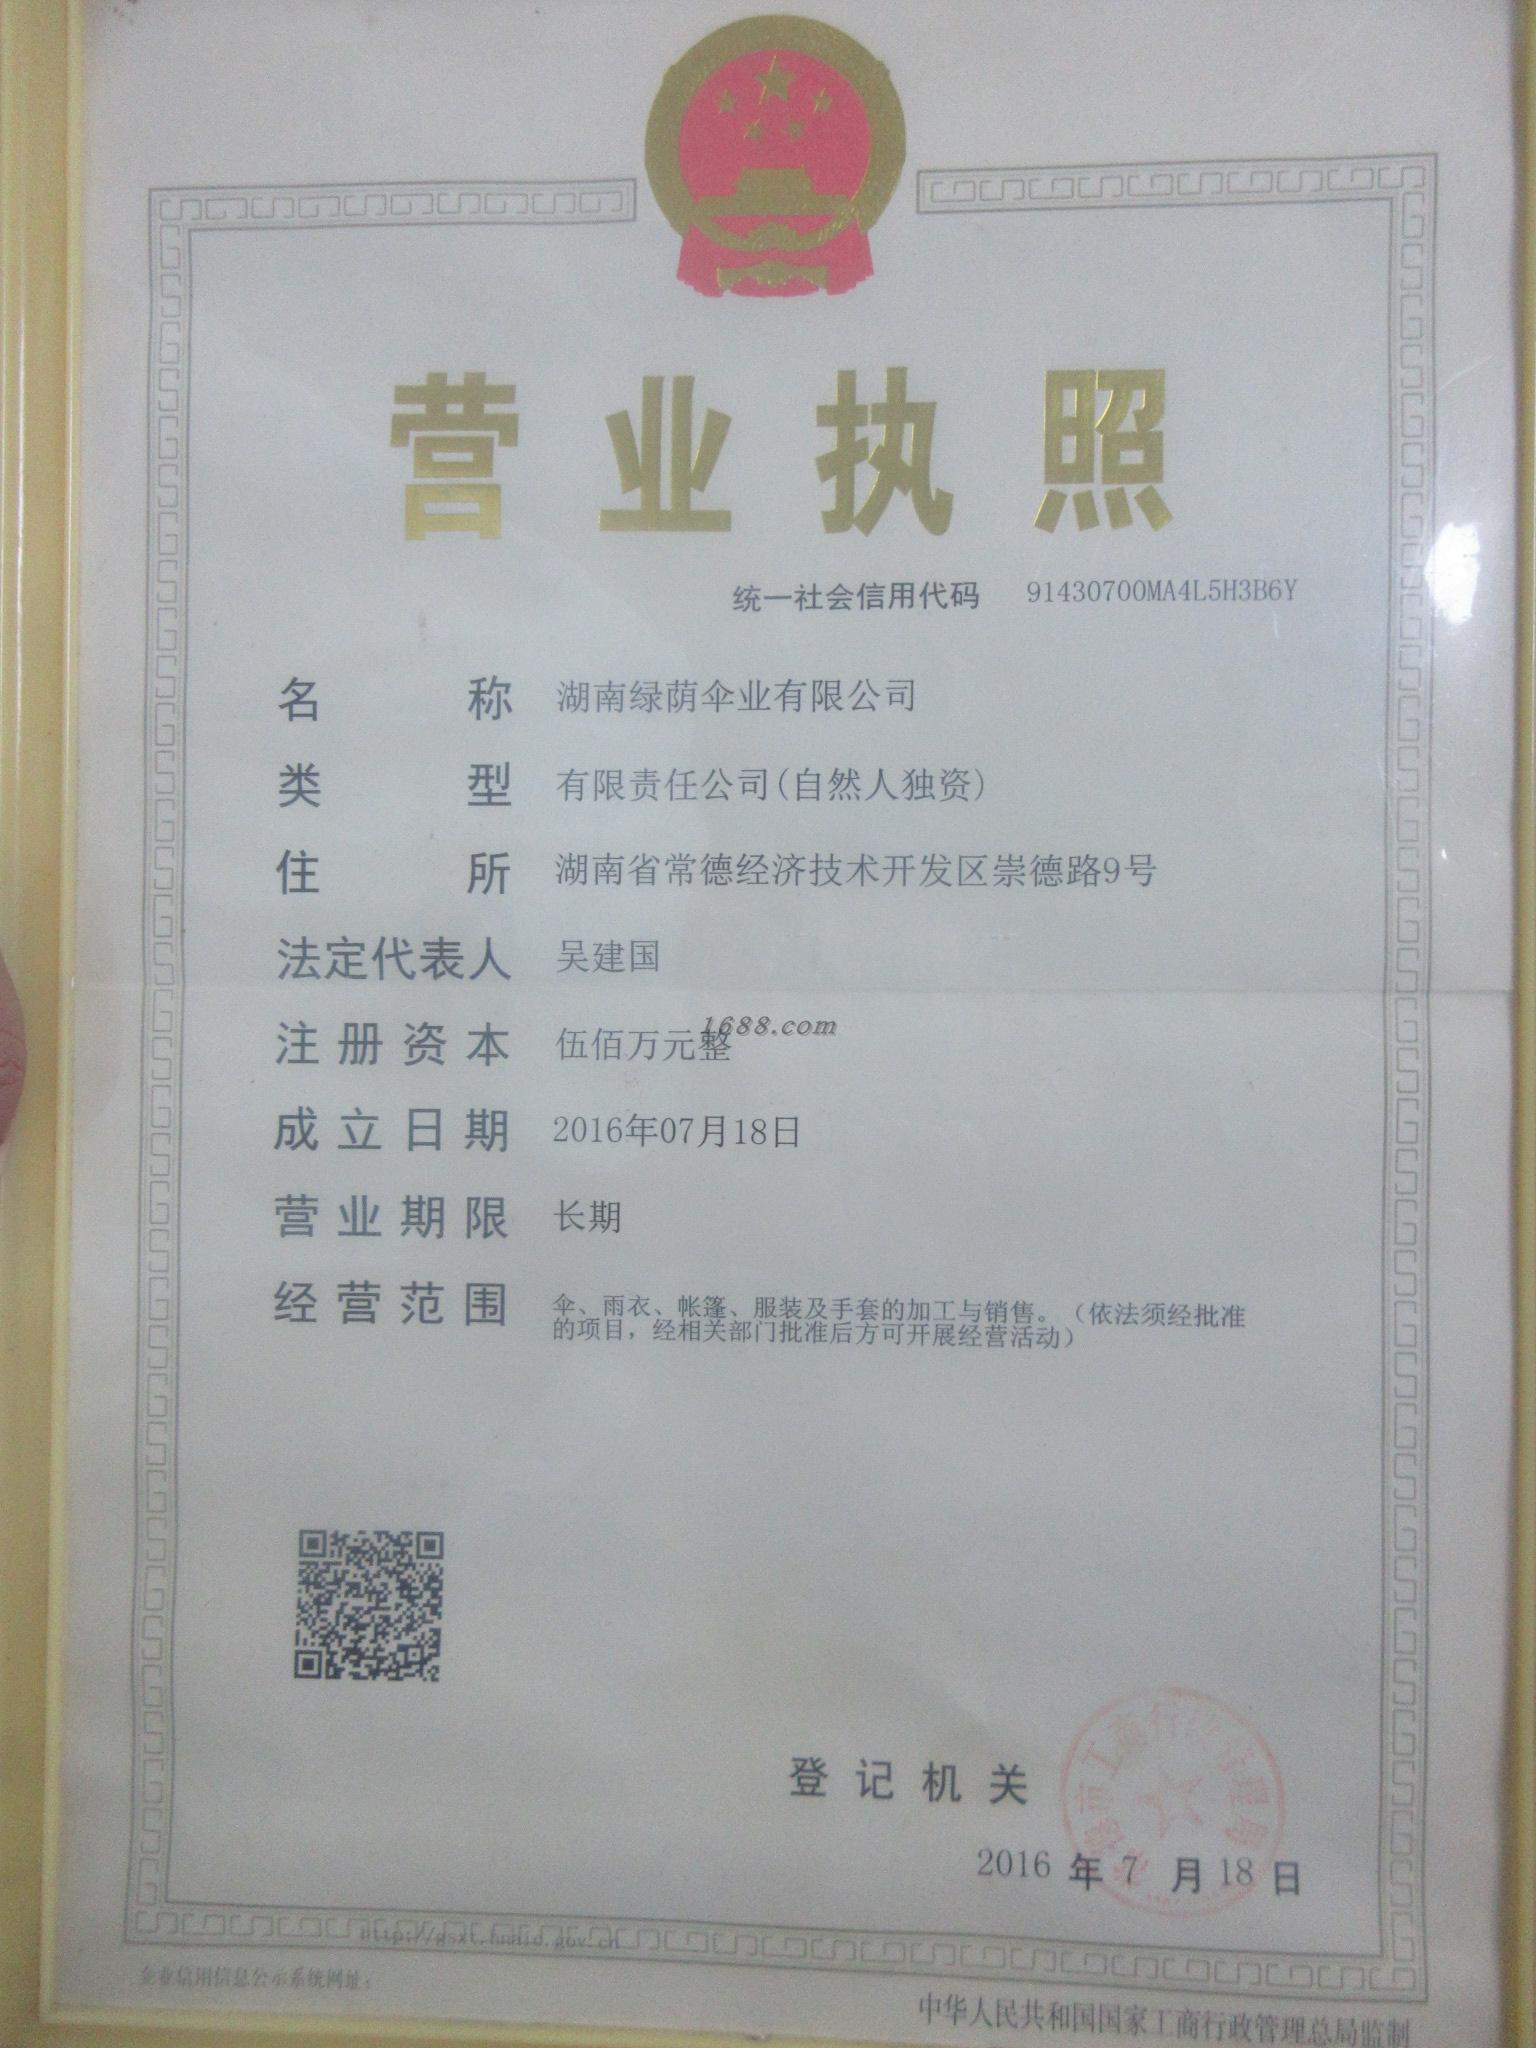 营业执照
统一社会信用代码 91430700MA4L5H3B6Y
名称 湖南绿荫伞业有限公司
类型 有限责任公司(自然人独资)
住所 湖南省常德经济技术开发区崇德路9号
法定代表人 吴建国
1688.com
注册资本 伍佰万元整
成立日期 2016年07月18日
营业期限 长期
经营范围 伞、雨衣、帐篷、服装及手套的加工与销售。（依法须经批准
的项目，经相关部门批准后方可开展经营活动）
登记机关
2016 年 7 月 18 日
企业信用信息公示系统网址：
中华人民共和国国家工商行政管理总局监制